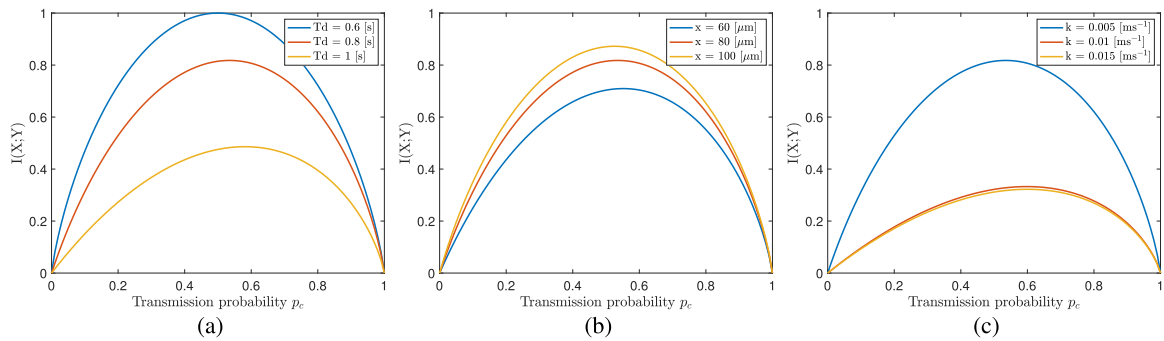 1
0.8
0.6
0.4
0.2
0
I(X;Y)
Td = 0.6 [s]
Td = 0.8 [s]
Td = 1 [s]
0 0.2 0.4 0.6 0.8 1
Transmission probability p_c
(a)
1
0.8
0.6
0.4
0.2
0
I(X;Y)
x = 60 [μm]
x = 80 [μm]
x = 100 [μm]
0 0.2 0.4 0.6 0.8 1
Transmission probability p_c
(b)
1
0.8
0.6
0.4
0.2
0
I(X;Y)
k = 0.005 [ms⁻¹]
k = 0.01 [ms⁻¹]
k = 0.015 [ms⁻¹]
0 0.2 0.4 0.6 0.8 1
Transmission probability p_c
(c)